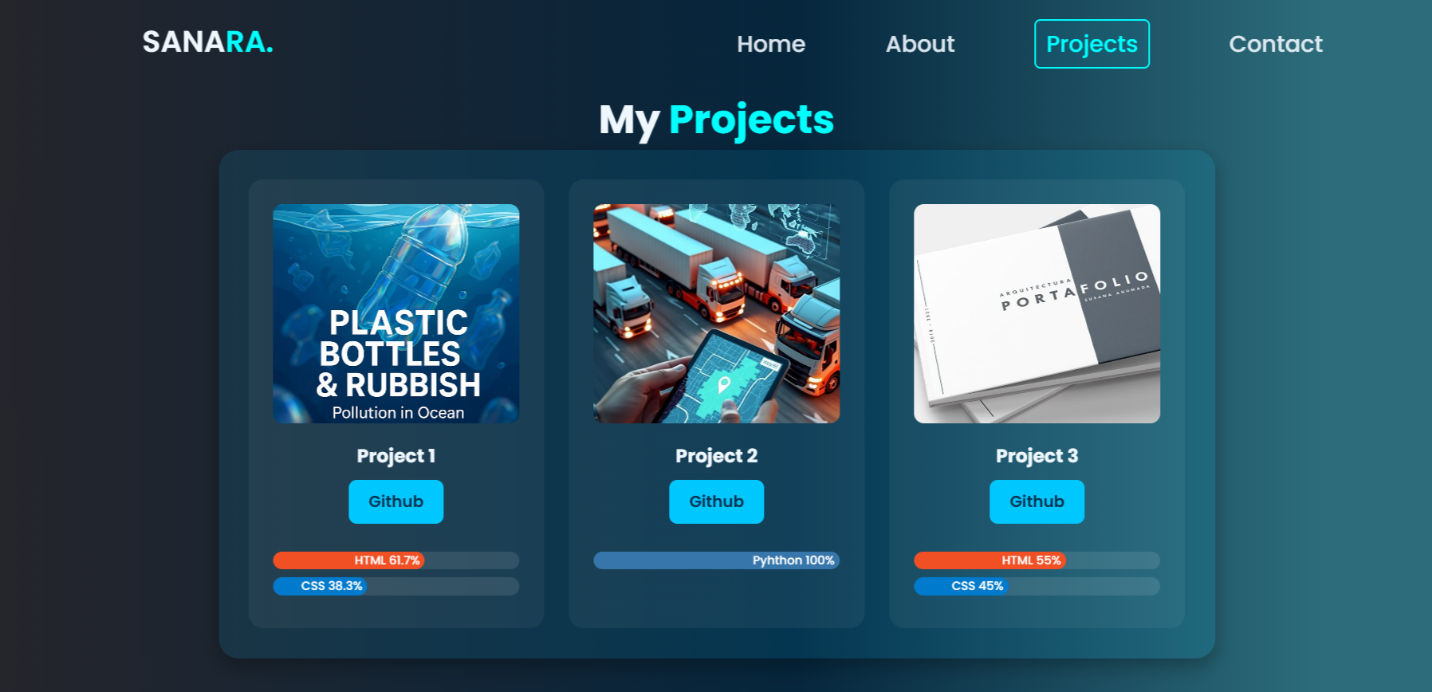 SANARA.
Home
About
Projects
Contact
My Projects
PLASTIC
BOTTLES
& RUBBISH
Pollution in Ocean
ARQUITECTURA
PORTAFOLIO
Project 1
Project 2
Project 3
Github
Github
Github
HTML 61.7%
Pyhthon 100%
HTML 55%
CSS 38.3%
CSS 45%